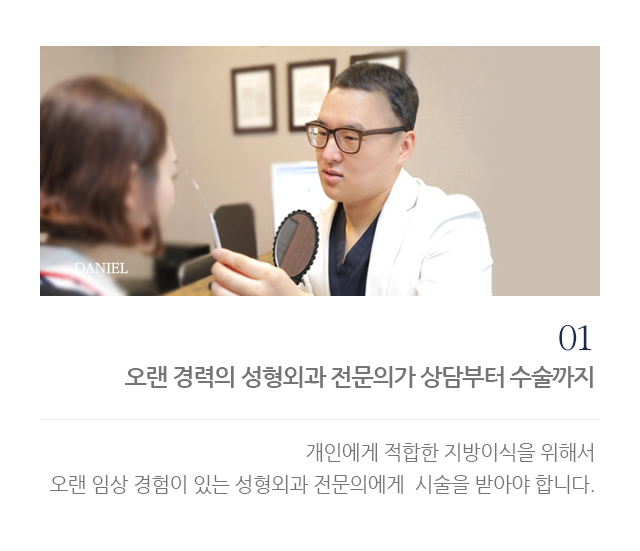 DANIEL
01
오랜 경력의 성형외과 전문의가 상담부터 수술까지
개인에게 적합한 지방이식을 위해서
오랜 임상 경험이 있는 성형외과 전문의에게 시술을 받아야 합니다.